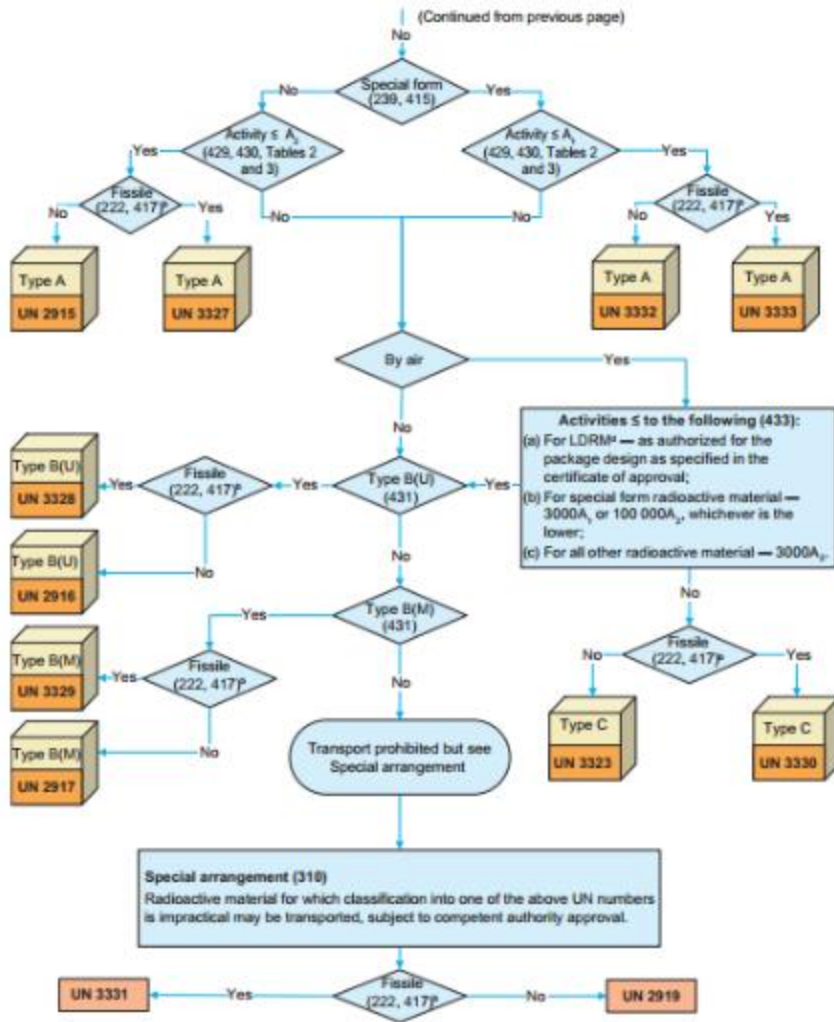 (Continued from previous page)
No
Special form
(239, 415)
No
Yes
Activity ≤ A₂
(429, 430, Tables 2
and 3)
Activity ≤ A₁
(429, 430, Tables 2
and 3)
Yes
Yes
Fissile
(222, 417)ᵉ
No
Yes
No
No
Fissile
(222, 417)ᵉ
No
Yes
Type A
UN 2915
Type A
UN 3327
Type A
UN 3332
Type A
UN 3333
By air
Yes
No
Activities ≤ to the following (433):
(a) For LDRMᵈ — as authorized for the
package design as specified in the
certificate of approval;
(b) For special form radioactive material —
3000A₁ or 100 000A₂, whichever is the
lower;
(c) For all other radioactive material — 3000A₂.
Type B(U)
UN 3328
Yes
Fissile
(222, 417)ᵉ
Yes
Type B(U)
(431)
Yes
Type B(U)
UN 2916
No
No
No
Type B(M)
UN 3329
Yes
Fissile
(222, 417)ᵉ
Yes
Type B(M)
(431)
Fissile
(222, 417)ᵉ
No
Yes
Type B(M)
UN 2917
No
No
Type C
UN 3323
Type C
UN 3330
Transport prohibited but see
Special arrangement
Special arrangement (310)
Radioactive material for which classification into one of the above UN numbers
is impractical may be transported, subject to competent authority approval.
UN 3331
Yes
Fissile
(222, 417)ᵉ
No
UN 2919